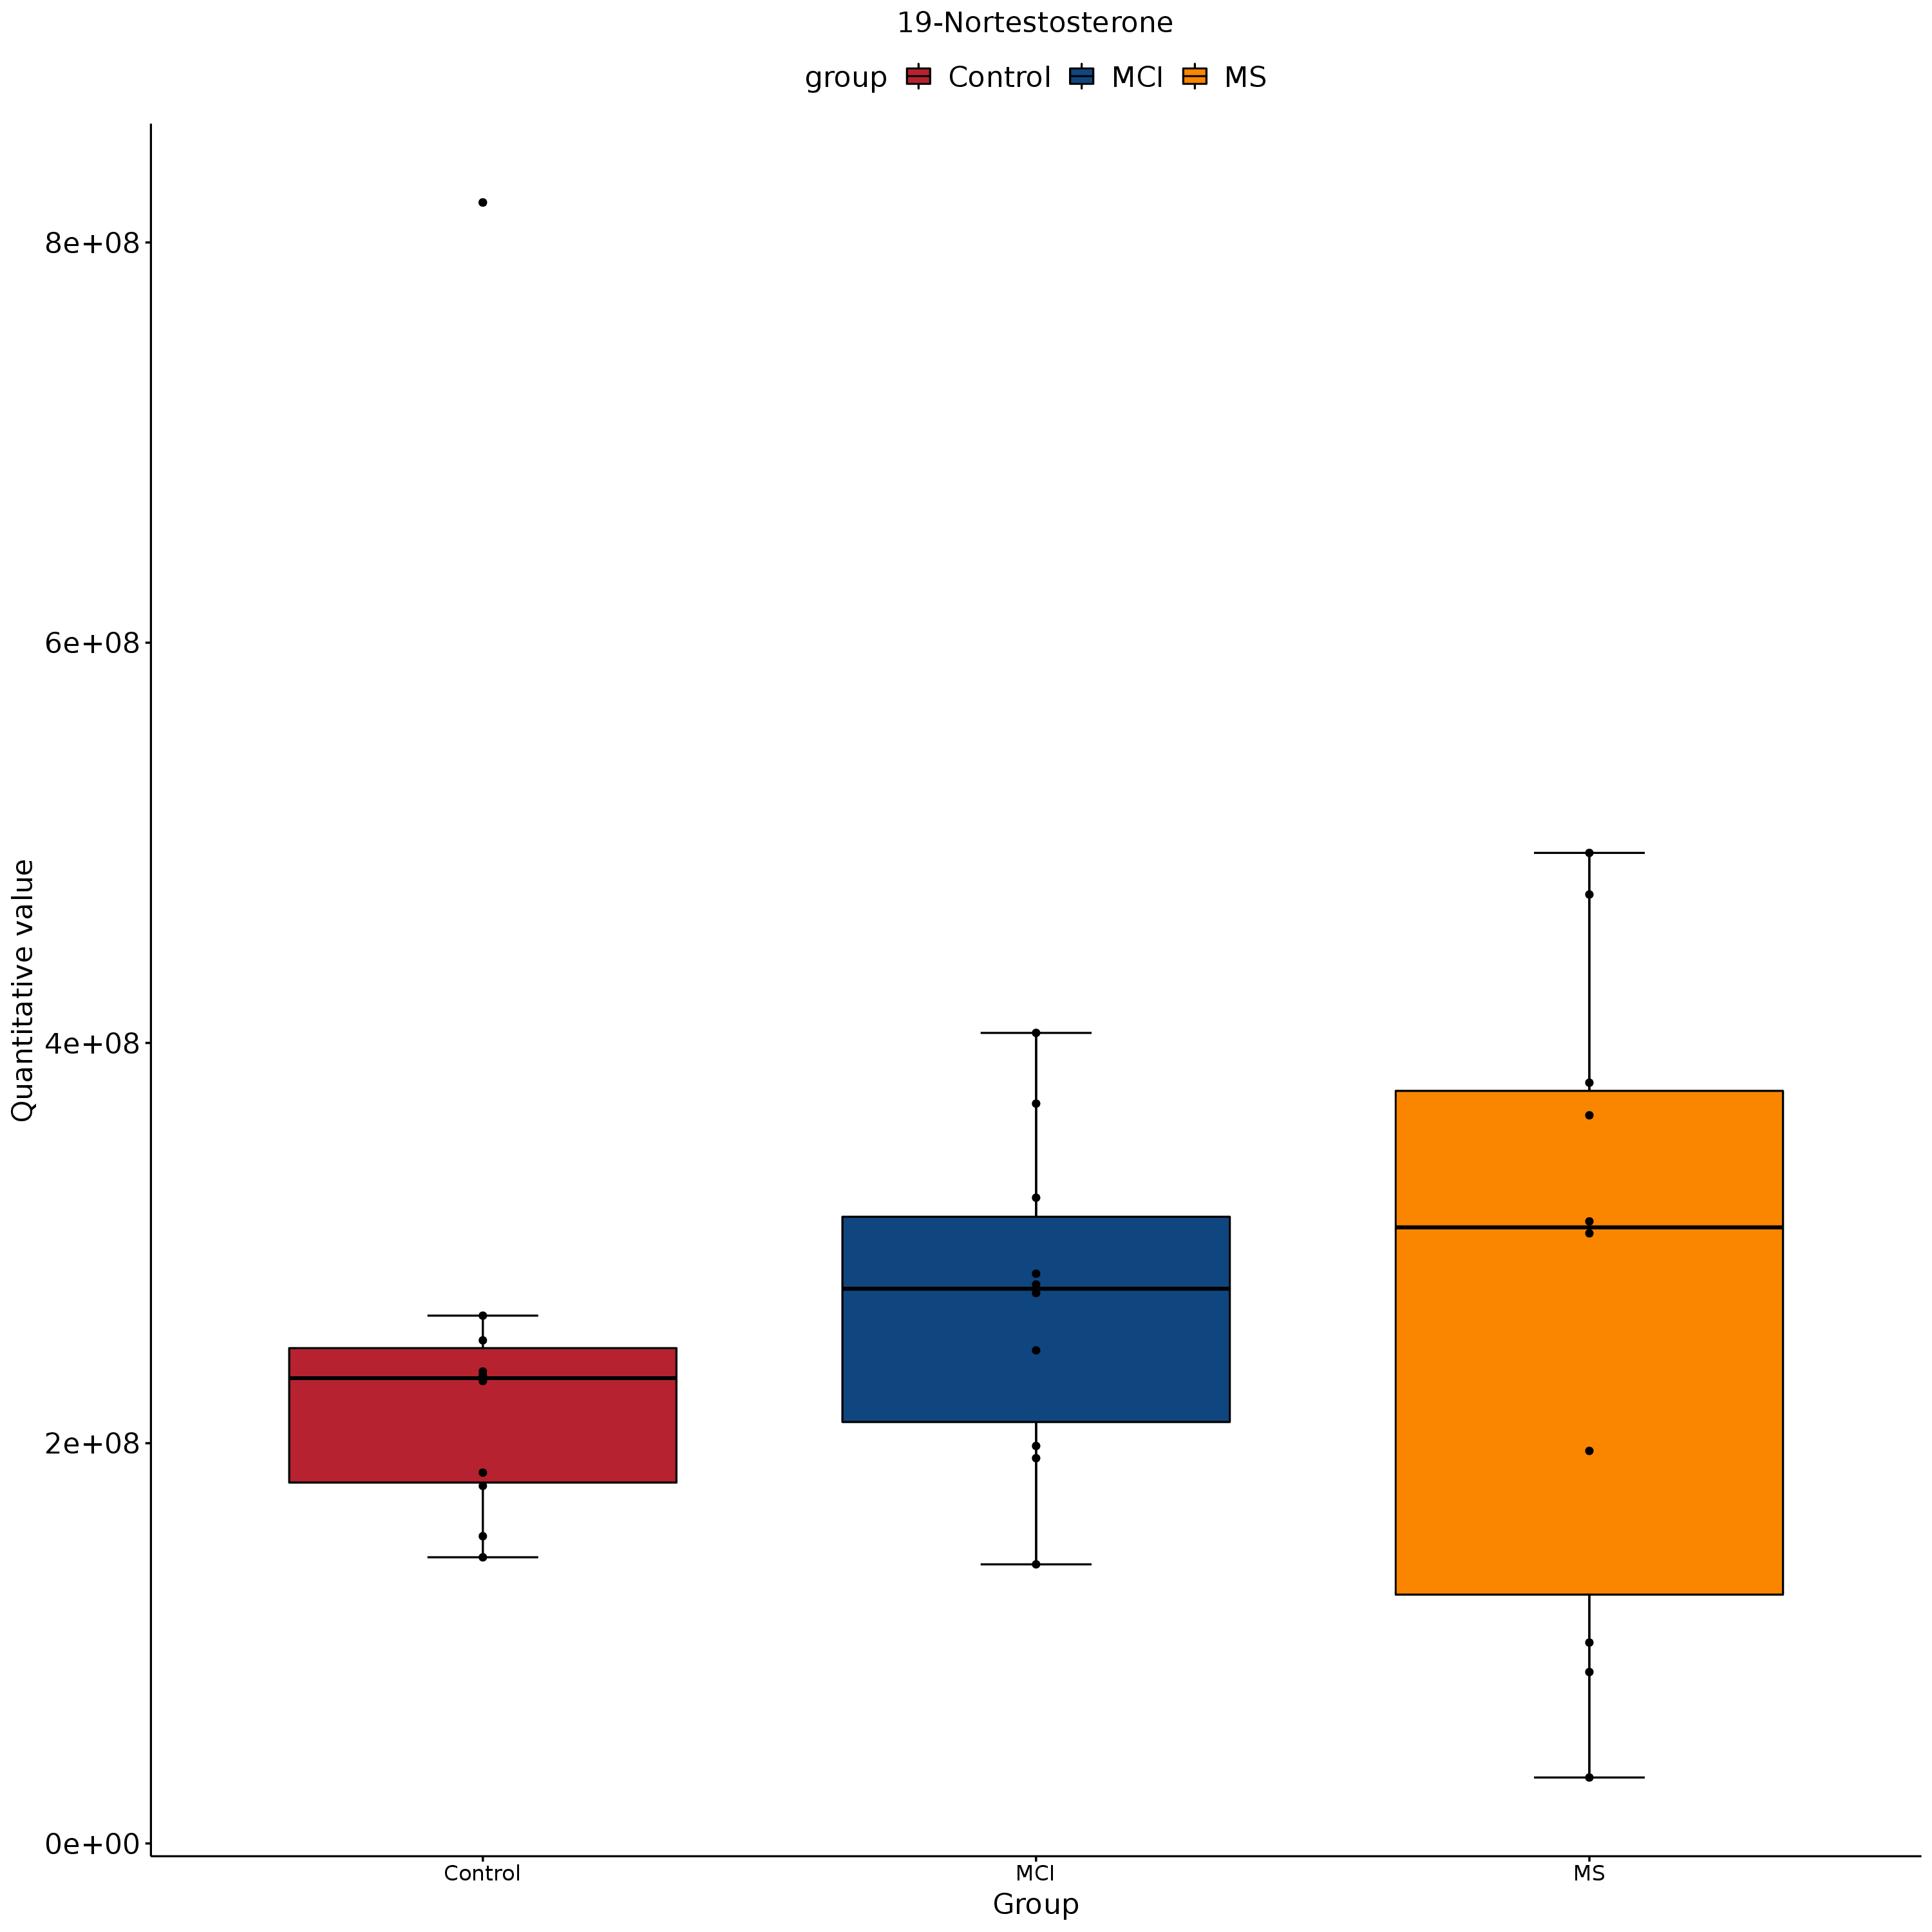 19-Nortestosterone
group Control MCI MS
8e+08
6e+08
4e+08
2e+08
0e+00
Quantitative value
Control MCI MS
Group